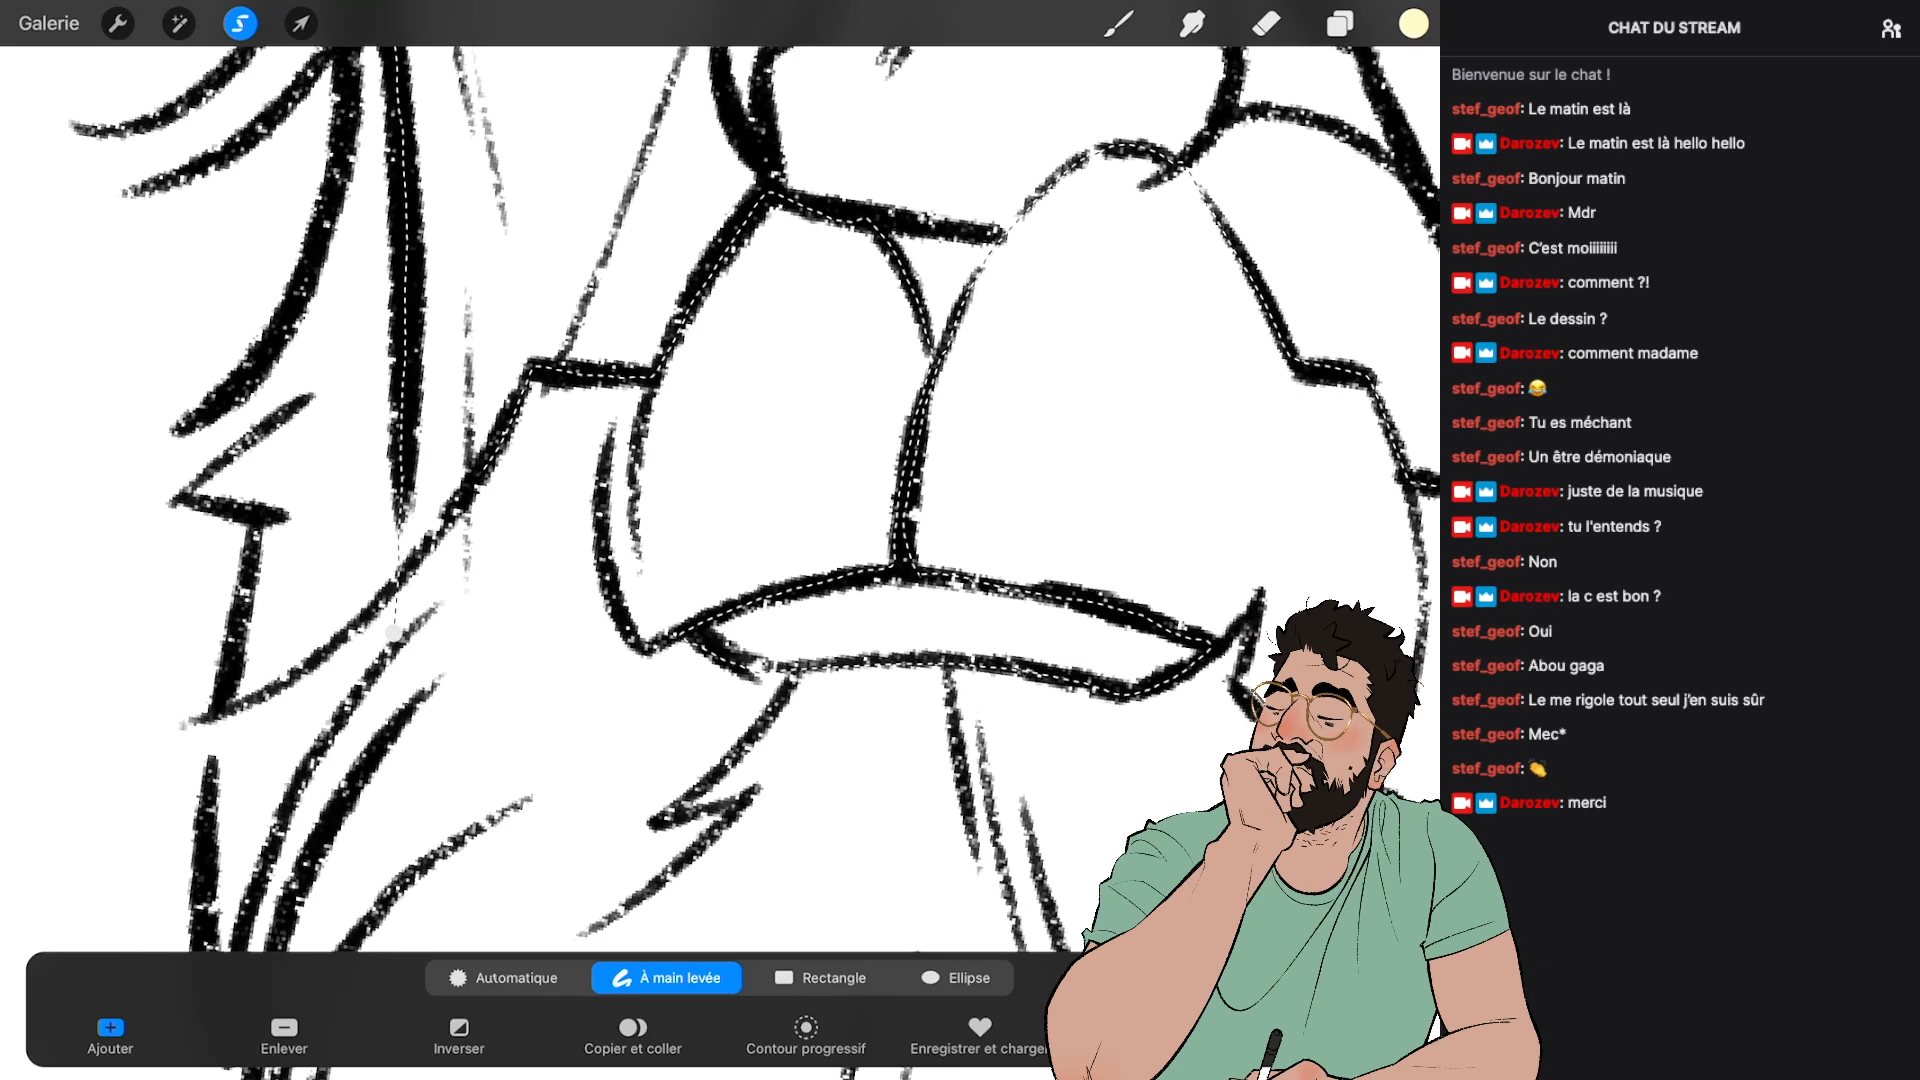 Galerie
CHAT DU STREAM
Bienvenue sur le chat !
stef_geof: Le matin est là
Darozev: Le matin est là hello hello
stef_geof: Bonjour matin
Darozev: Mdr
stef_geof: C'est moiiiiiiiii
Darozev: comment ?!
stef_geof: Le dessin ?
Darozev: comment madame
stef_geof: 😂
stef_geof: Tu es méchant
stef_geof: Un être démoniaque
Darozev: juste de la musique
Darozev: tu l'entends ?
stef_geof: Non
Darozev: la c est bon ?
stef_geof: Oui
stef_geof: Abou gaga
stef_geof: Le me rigole tout seul j'en suis sûr
stef_geof: Mec*
stef_geof: 👏
Darozev: merci
Automatique
À main levée
Rectangle
Ellipse
Ajouter
Enlever
Inverser
Copier et coller
Contour progressif
Enregistrer et charger